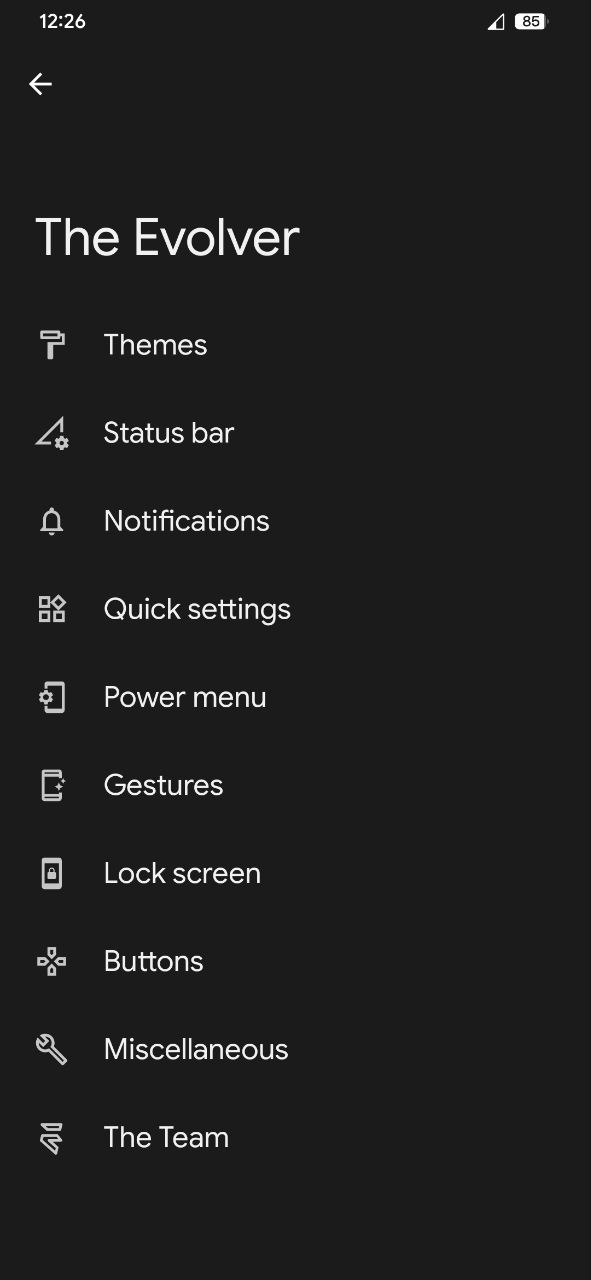 12:26
85
The Evolver
Themes
Status bar
Notifications
Quick settings
Power menu
Gestures
Lock screen
Buttons
Miscellaneous
The Team